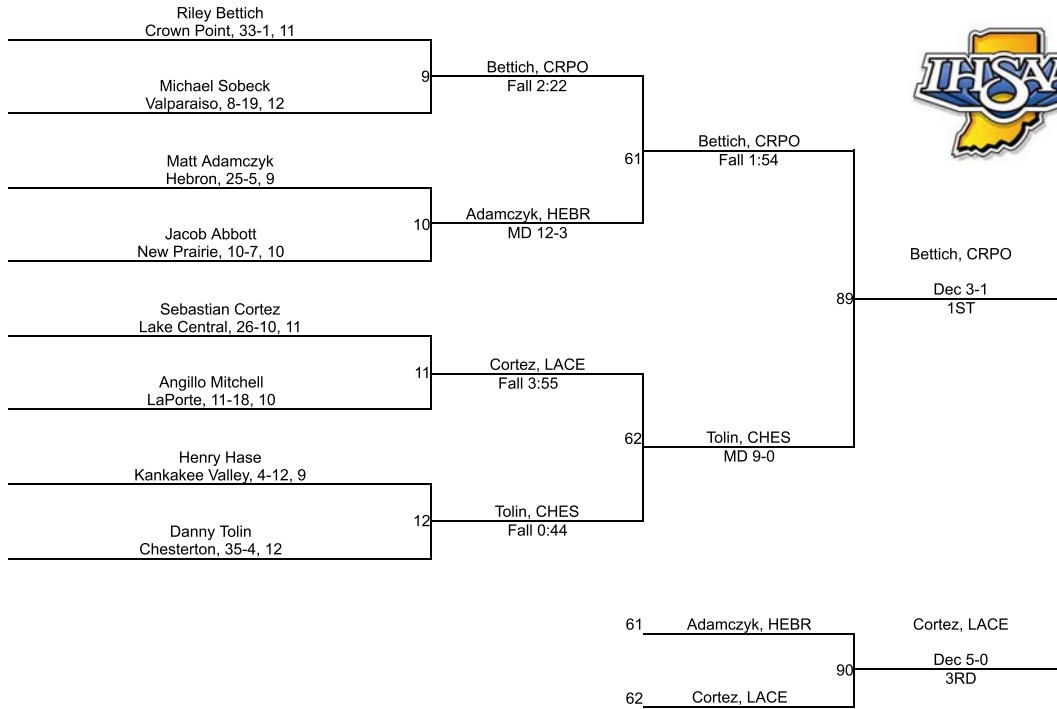 Riley Bettich
Crown Point, 33-1, 11
9
Michael Sobeck
Valparaiso, 8-19, 12
Bettich, CRPO
Fall 2:22
61
Matt Adamczyk
Hebron, 25-5, 9
10
Jacob Abbott
New Prairie, 10-7, 10
Adamczyk, HEBR
MD 12-3
Bettich, CRPO
Fall 1:54
IHSAA
Sebastian Cortez
Lake Central, 26-10, 11
11
Angillo Mitchell
LaPorte, 11-18, 10
Cortez, LACE
Fall 3:55
62
Henry Hase
Kankakee Valley, 4-12, 9
12
Danny Tolin
Chesterton, 35-4, 12
Tolin, CHES
Fall 0:44
Tolin, CHES
MD 9-0
89
Bettich, CRPO
Dec 3-1
1ST
61
Adamczyk, HEBR
90
62
Cortez, LACE
Cortez, LACE
Dec 5-0
3RD